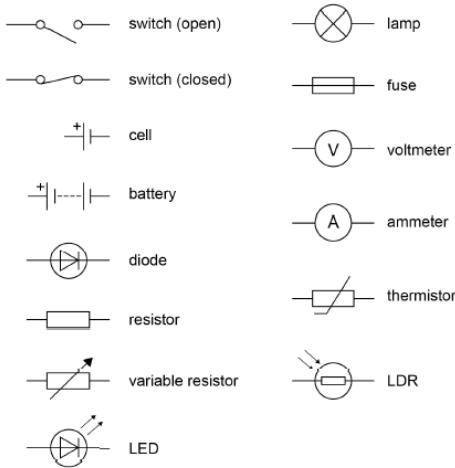 switch (open)
switch (closed)
+
cell
+
battery
diode
resistor
variable resistor
LED
lamp
fuse
V
voltmeter
A
ammeter
thermistor
LDR